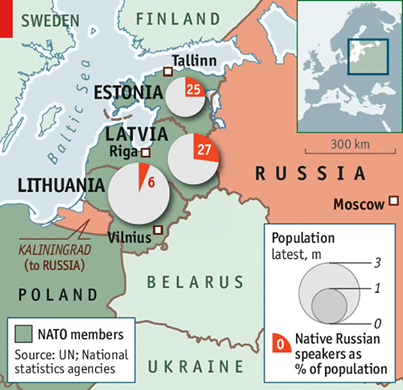 SWEDEN
FINLAND
Tallinn
Baltic Sea
ESTONIA
25
300 km
LATVIA
Riga
27
RUSSIA
LITHUANIA
6
Moscow
KALININGRAD
(to RUSSIA)
Vilnius
Population
latest, m
3
1
0
BELARUS
POLAND
NATO members
Source: UN; National
statistics agencies
0
Native Russian
speakers as
% of population
UKRAINE